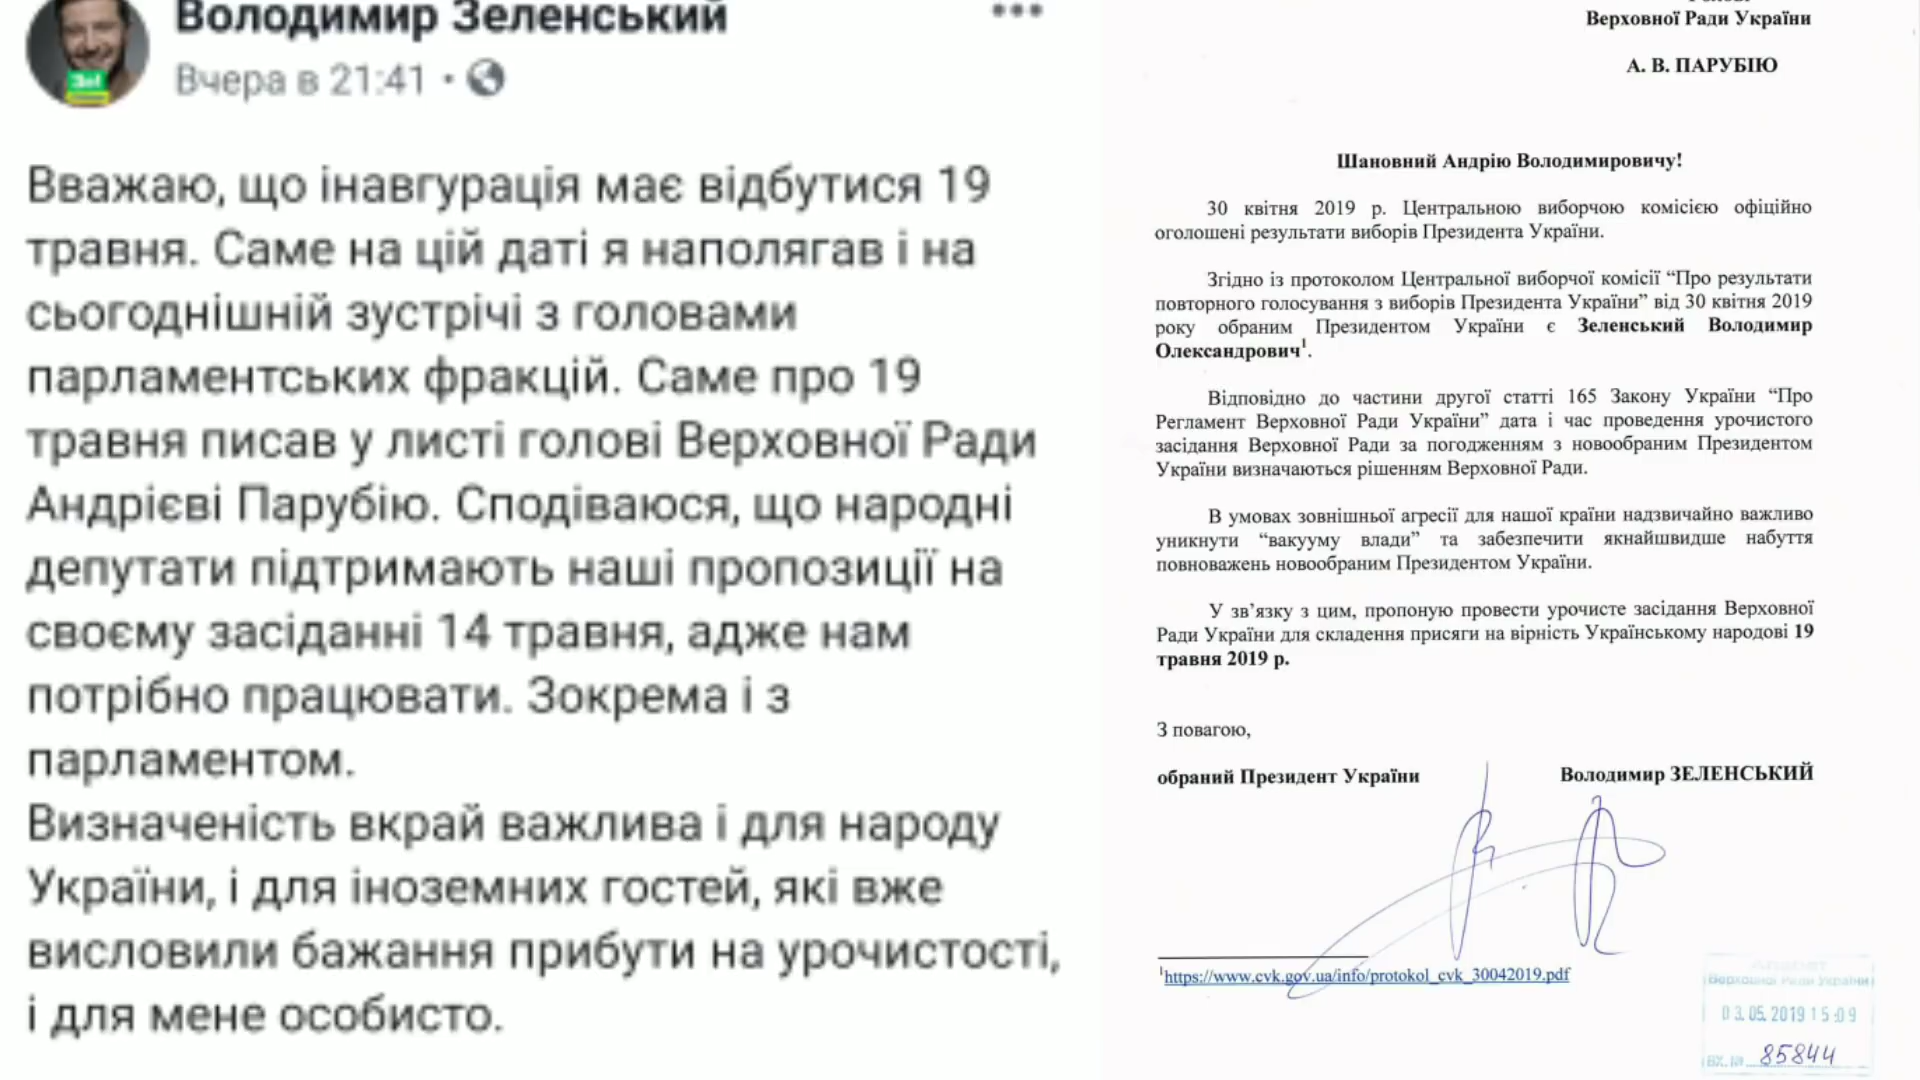 Володимир Зеленський
Вчера в 21:41
Вважаю, що інавгурація має відбутися 19
травня. Саме на цій даті я наполягав і на
сьогоднішній зустрічі з головами
парламентських фракцій. Саме про 19
травня писав у листі голові Верховної Ради
Андрієві Парубію. Сподіваюся, що народні
депутати підтримають наші пропозиції на
своєму засіданні 14 травня, адже нам
потрібно працювати. Зокрема і з
парламентом.
Визначеність вкрай важлива і для народу
України, і для іноземних гостей, які вже
висловили бажання прибути на урочистості,
і для мене особисто.
Верховної Ради України
А. В. ПАРУБІЮ
Шановний Андрію Володимировичу!
30 квітня 2019 р. Центральною виборчою комісією офіційно
оголошені результати виборів Президента України.
Згідно із протоколом Центральної виборчої комісії “Про результати
повторного голосування з виборів Президента України” від 30 квітня 2019
року обраним Президентом України є Зеленський Володимир
Олександрович¹.
Відповідно до частини другої статті 165 Закону України “Про
Регламент Верховної Ради України” дата і час проведення урочистого
засідання Верховної Ради за погодженням з новообраним Президентом
України визначаються рішенням Верховної Ради.
В умовах зовнішньої агресії для нашої країни надзвичайно важливо
уникнути “вакууму влади” та забезпечити якнайшвидше набуття
повноважень новообраним Президентом України.
У зв’язку з цим, пропоную провести урочисте засідання Верховної
Ради України для складення присяги на вірність Українському народові 19
травня 2019 р.
З повагою,
обраний Президент України Володимир ЗЕЛЕНСЬКИЙ
¹https://www.cvk.gov.ua/info/protokol_cvk_30042019.pdf
Верховної Ради України
03.05.2019 15:09
Вх. № 85844